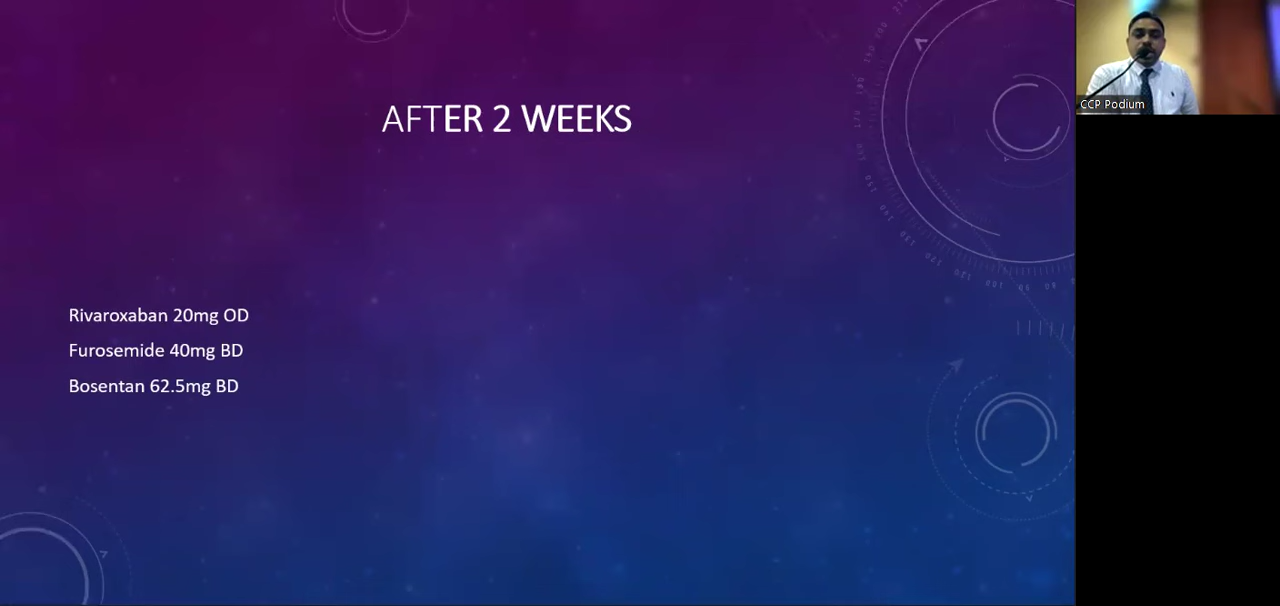 AFTER 2 WEEKS
Rivaroxaban 20mg OD
Furosemide 40mg BD
Bosentan 62.5mg BD
CCP Podium